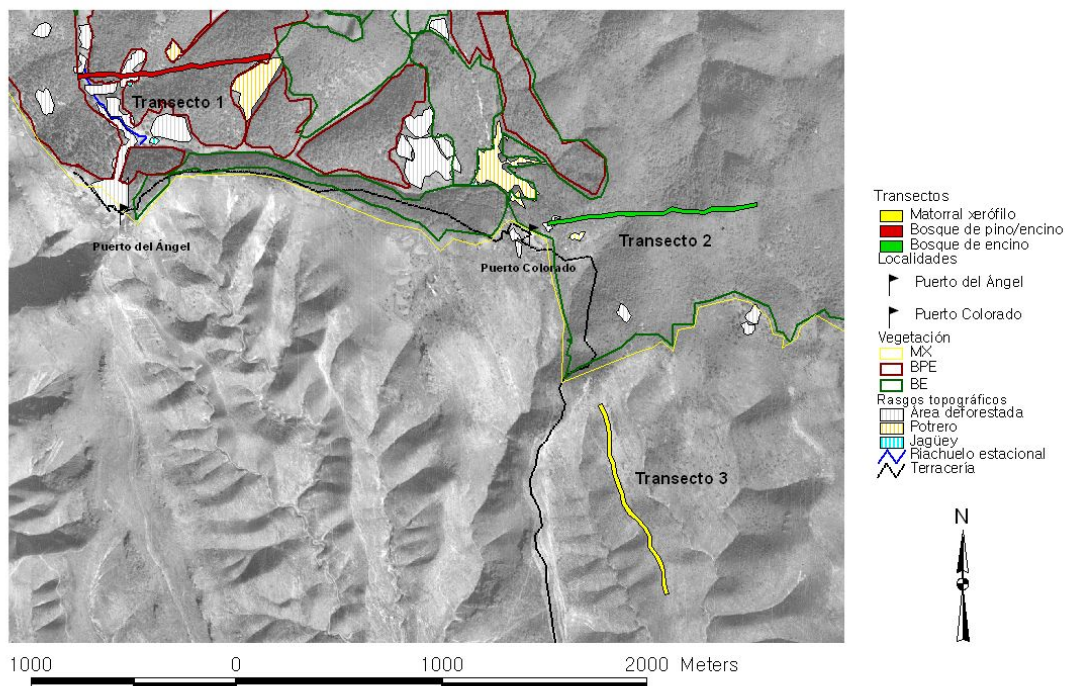 Transecto 1
Puerto del Ángel
Transecto 2
Puerto Colorado
Transecto 3
Transectos
Matorral xerófilo
Bosque de pino/encino
Bosque de encino
Localidades
Puerto del Ángel
Puerto Colorado
Vegetación
MX
BPE
BE
Rasgos topográficos
Área deforestada
Potrero
Jagüey
Riachuelo estacional
Terracería
N
1000 0 1000 2000 Meters